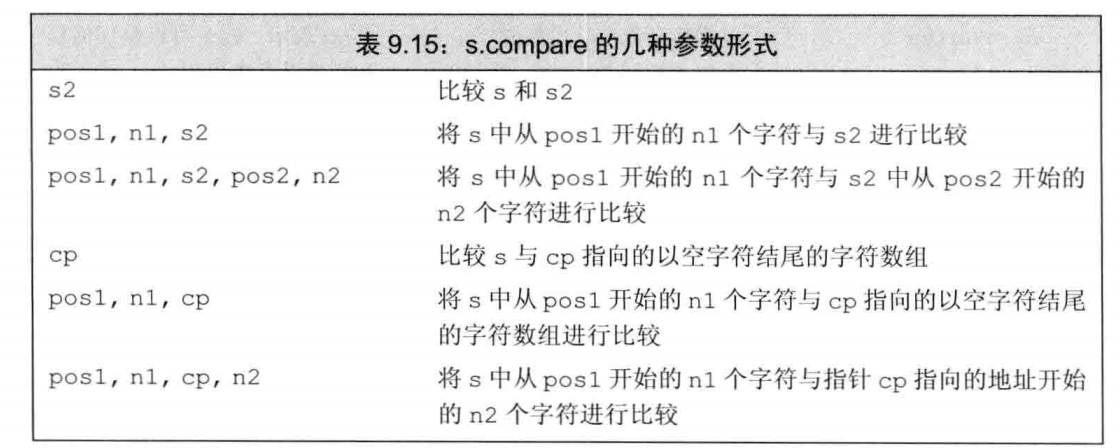 表 9.15：s.compare 的几种参数形式
s2 比较 s 和 s2
pos1, n1, s2 将 s 中从 pos1 开始的 n1 个字符与 s2 进行比较
pos1, n1, s2, pos2, n2 将 s 中从 pos1 开始的 n1 个字符与 s2 中从 pos2 开始的
n2 个字符进行比较
cp 比较 s 与 cp 指向的以空字符结尾的字符数组
pos1, n1, cp 将 s 中从 pos1 开始的 n1 个字符与 cp 指向的以空字符结尾
的字符数组进行比较
pos1, n1, cp, n2 将 s 中从 pos1 开始的 n1 个字符与指针 cp 指向的地址开始
的 n2 个字符进行比较